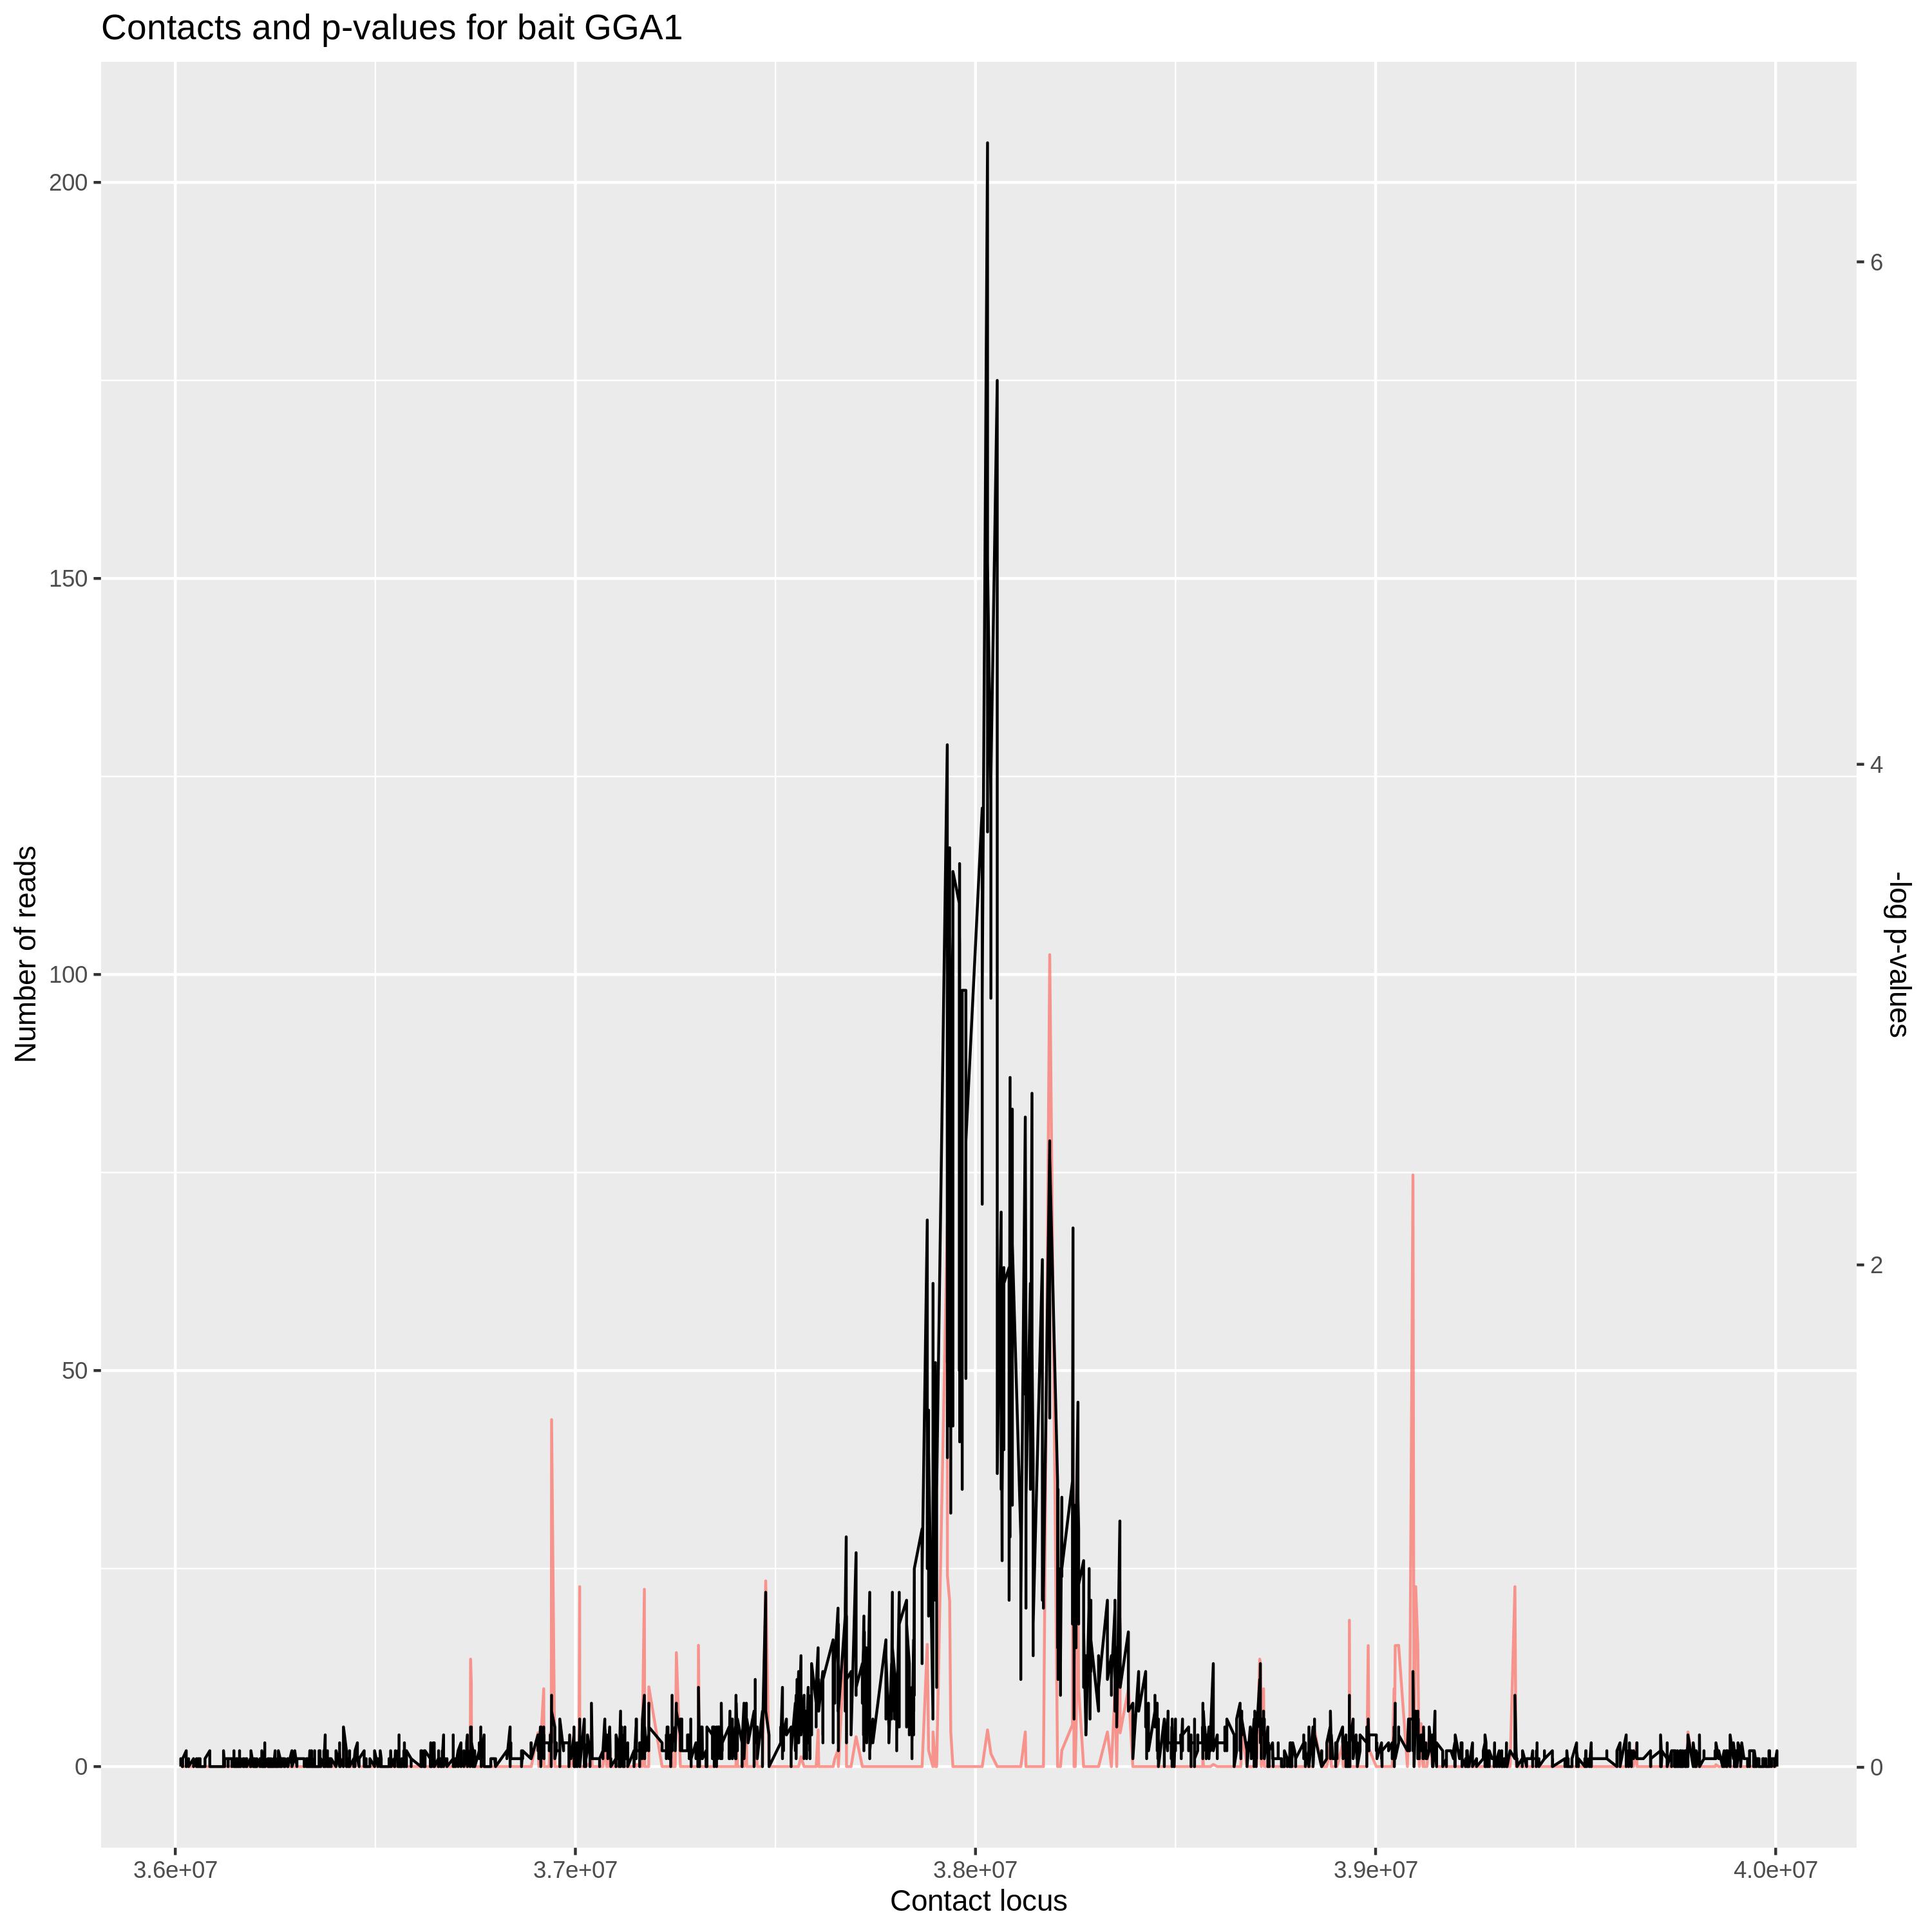 Contacts and p-values for bait GGA1
200
150
100
50
0
Number of reads
6
4
2
0
-log p-values
3.6e+07 3.7e+07 3.8e+07 3.9e+07 4.0e+07
Contact locus